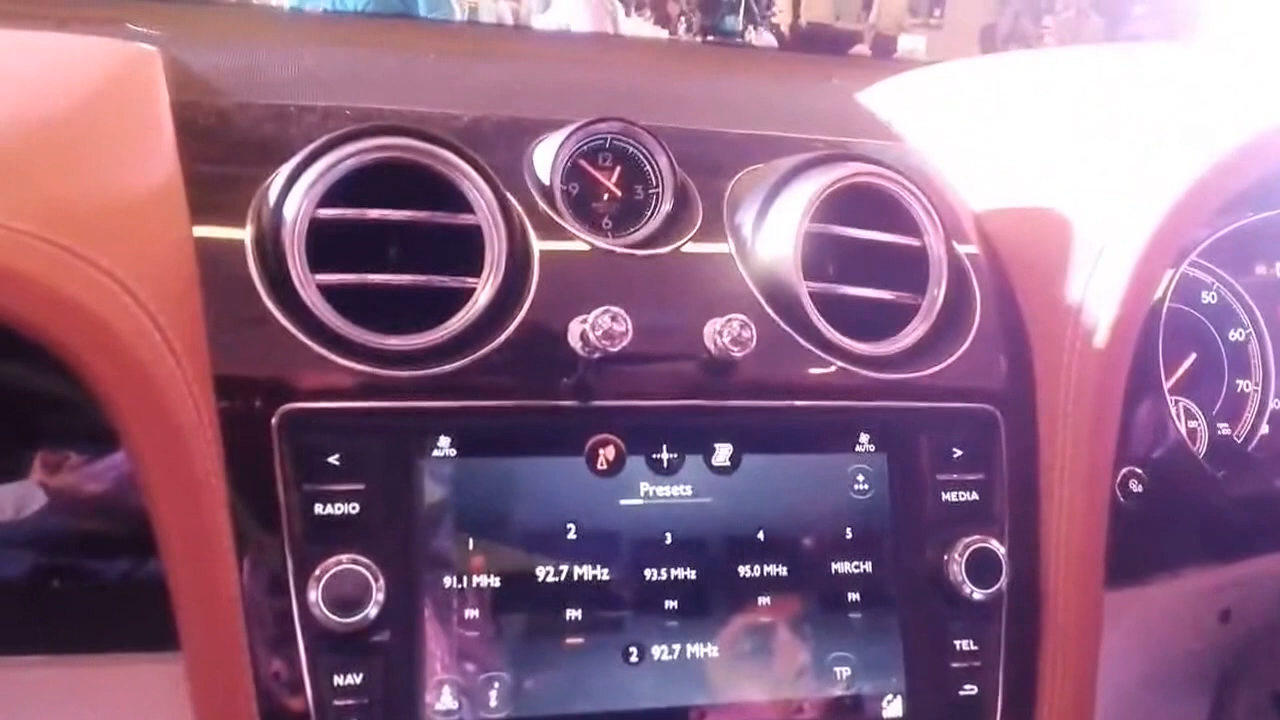 12
9 3
6
50
60
70
AUTO AUTO
< >
RADIO
Presets
MEDIA
1 2 3 4 5
91.1 MHz 92.7 MHz 93.5 MHz 95.0 MHz MIRCHI
FM FM FM FM FM
2 92.7 MHz
TEL
NAV
TP
AUTO i